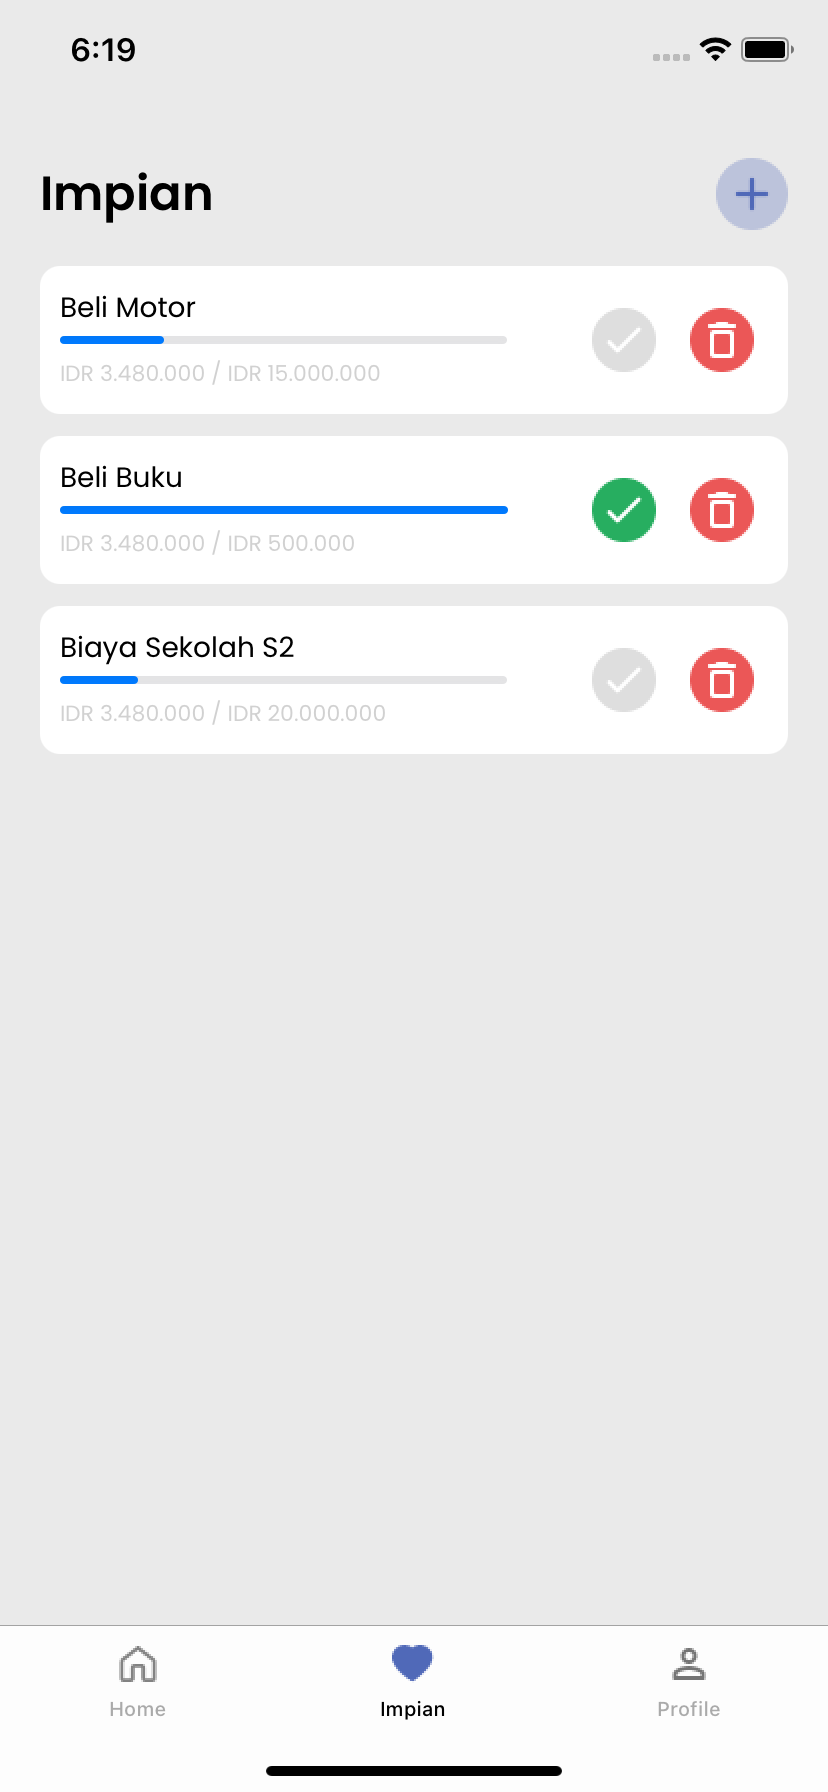 6:19
Impian
Beli Motor
IDR 3.480.000 / IDR 15.000.000
Beli Buku
IDR 3.480.000 / IDR 500.000
Biaya Sekolah S2
IDR 3.480.000 / IDR 20.000.000
Home Impian Profile